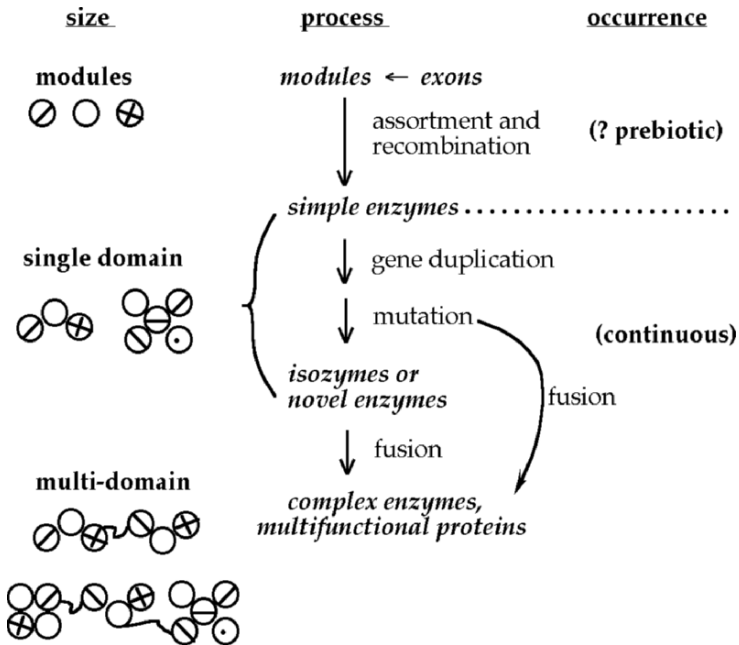 size process occurrence
modules modules ← exons
assortment and
recombination (? prebiotic)
simple enzymes ........................
single domain gene duplication
mutation (continuous)
isozymes or
novel enzymes fusion
fusion
multi-domain complex enzymes,
multifunctional proteins